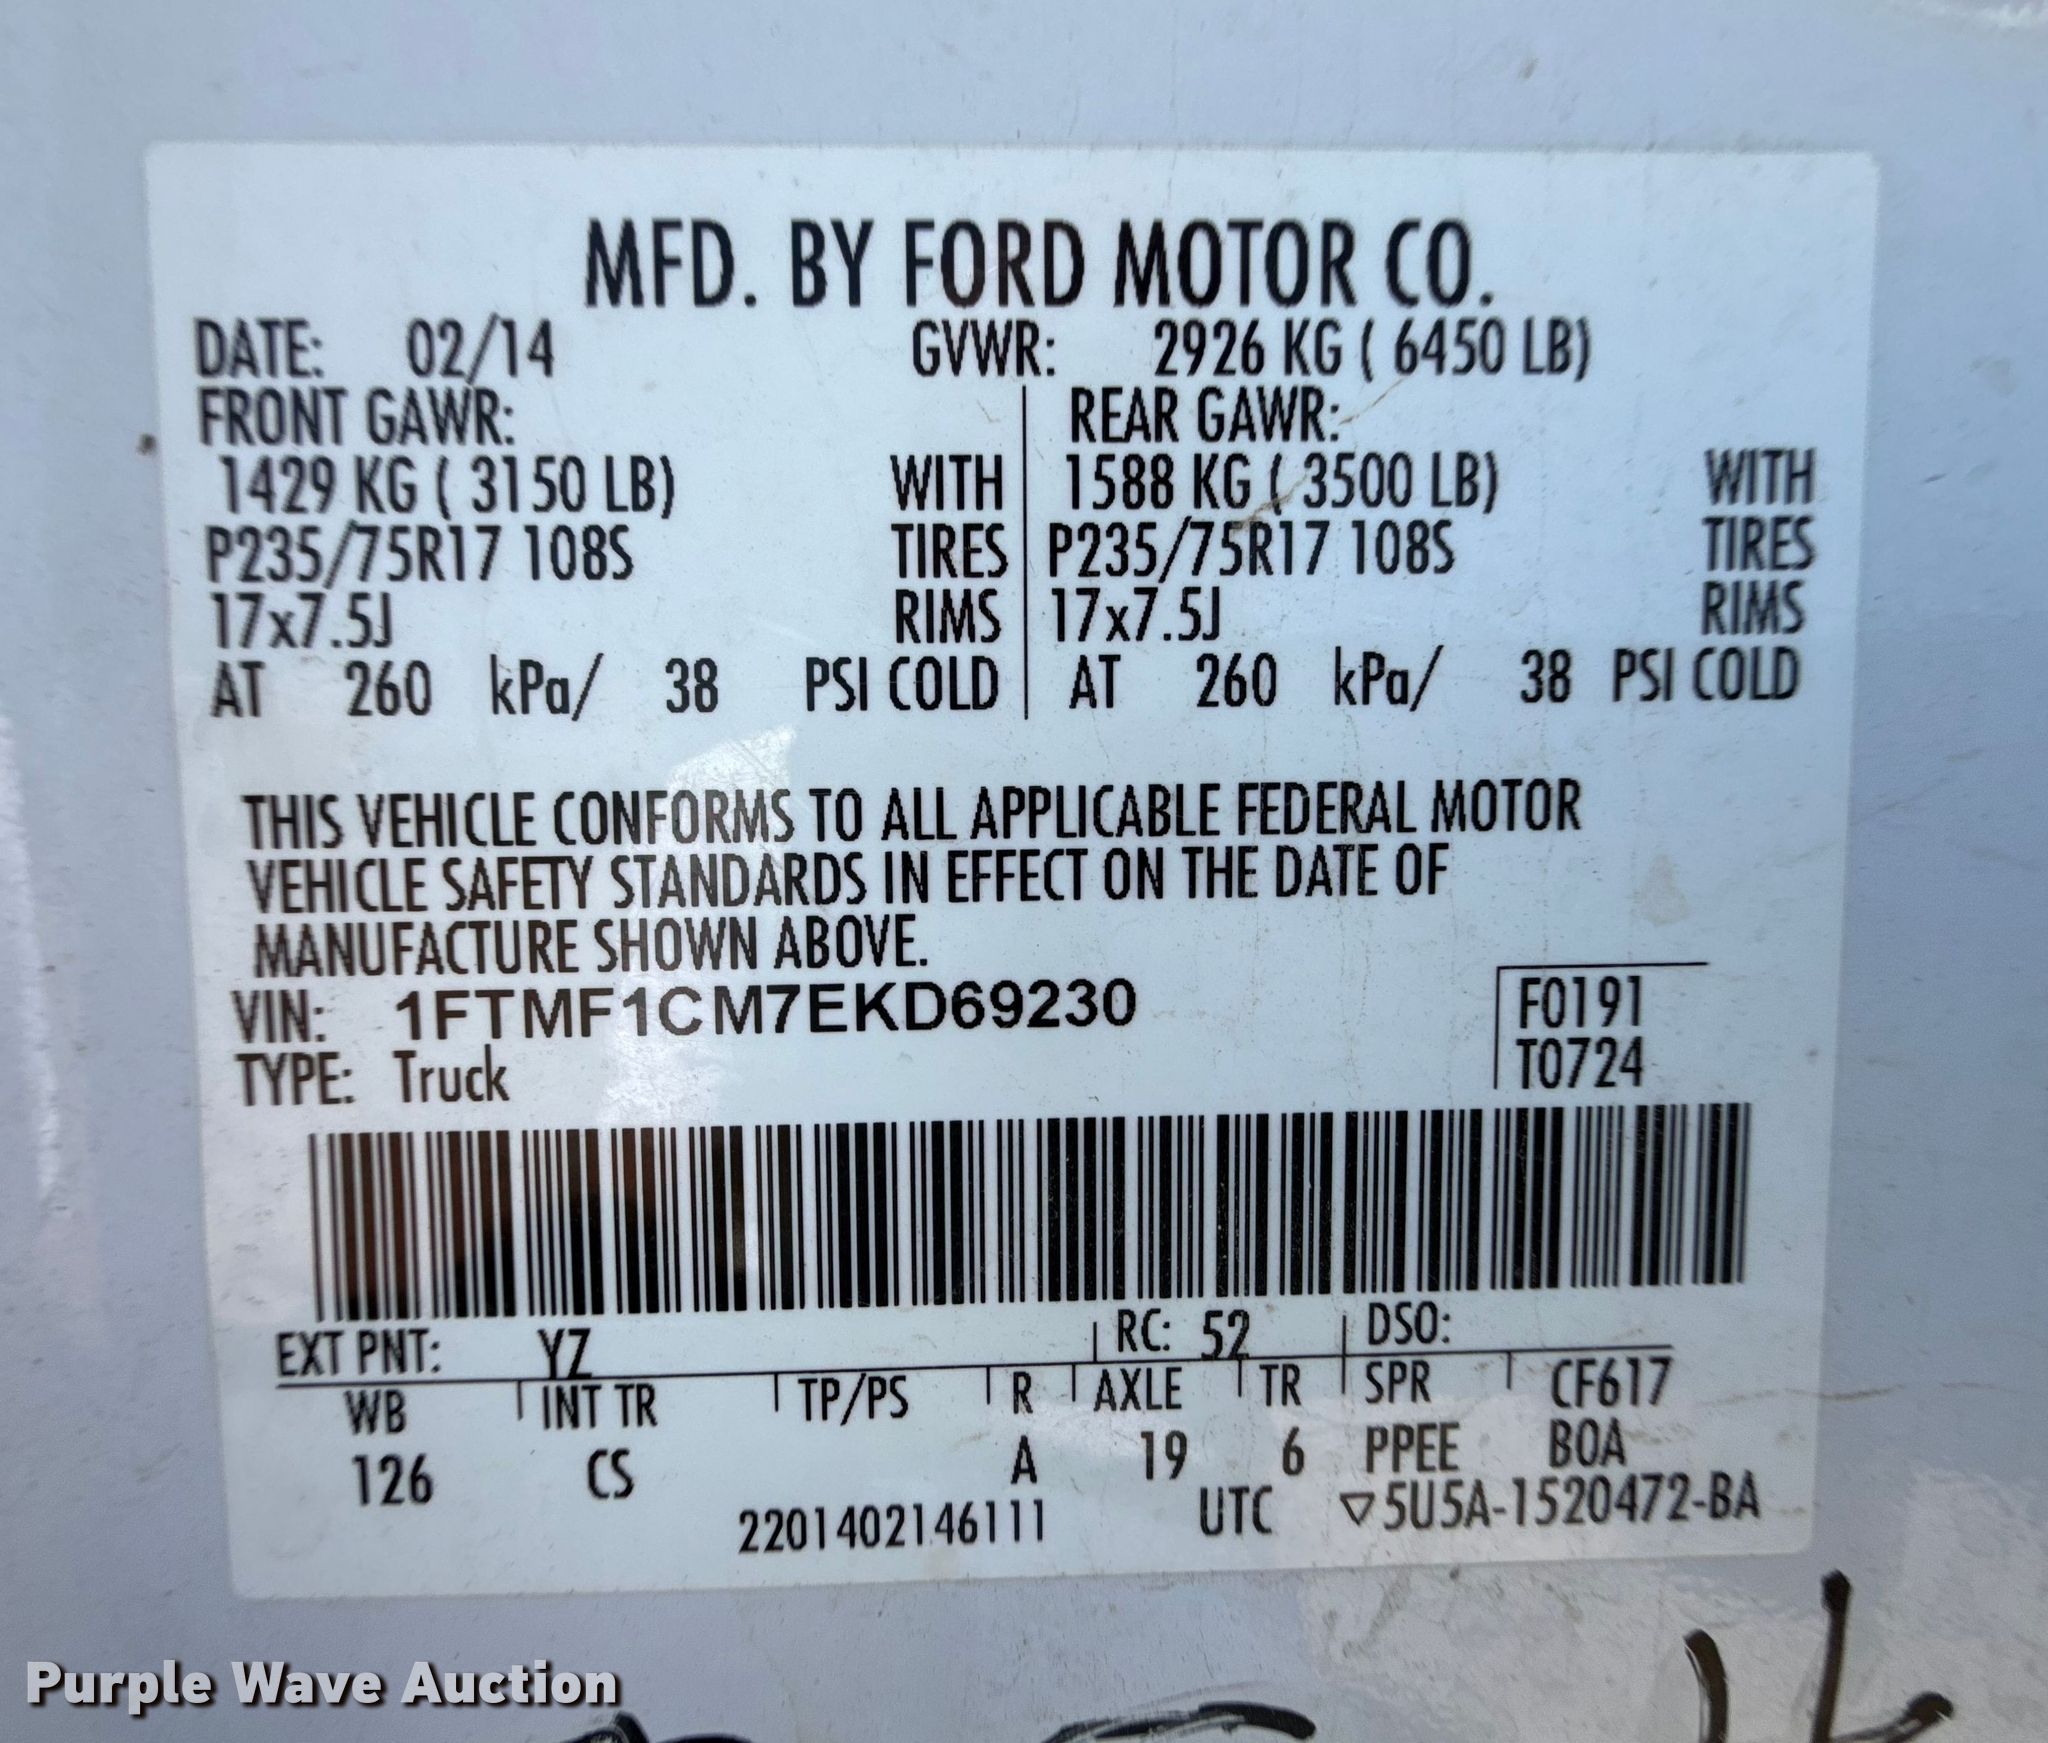 MFD. BY FORD MOTOR CO.
DATE: 02/14 GVWR: 2926 KG ( 6450 LB)
FRONT GAWR: REAR GAWR:
1429 KG ( 3150 LB) WITH 1588 KG ( 3500 LB) WITH
P235/75R17 108S TIRES P235/75R17 108S TIRES
17x7.5J RIMS 17x7.5J RIMS
AT 260 kPa/ 38 PSI COLD AT 260 kPa/ 38 PSI COLD
THIS VEHICLE CONFORMS TO ALL APPLICABLE FEDERAL MOTOR
VEHICLE SAFETY STANDARDS IN EFFECT ON THE DATE OF
MANUFACTURE SHOWN ABOVE.
VIN: 1FTMF1CM7EKD69230 F0191
TYPE: Truck T0724
EXT PNT: YZ RC: 52 DSO:
WB INT TR TP/PS R AXLE TR SPR CF617
126 CS A 19 6 PPEE BOA
2201402146111 UTC ▽5U5A-1520472-BA
Purple Wave Auction